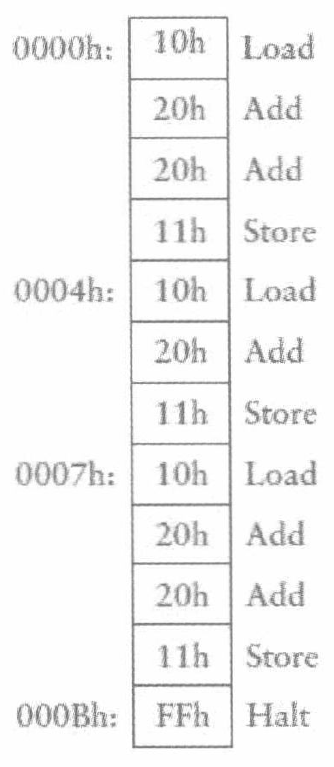 0000h: 10h Load
20h Add
20h Add
11h Store
0004h: 10h Load
20h Add
11h Store
0007h: 10h Load
20h Add
20h Add
11h Store
000Bh: FFh Halt